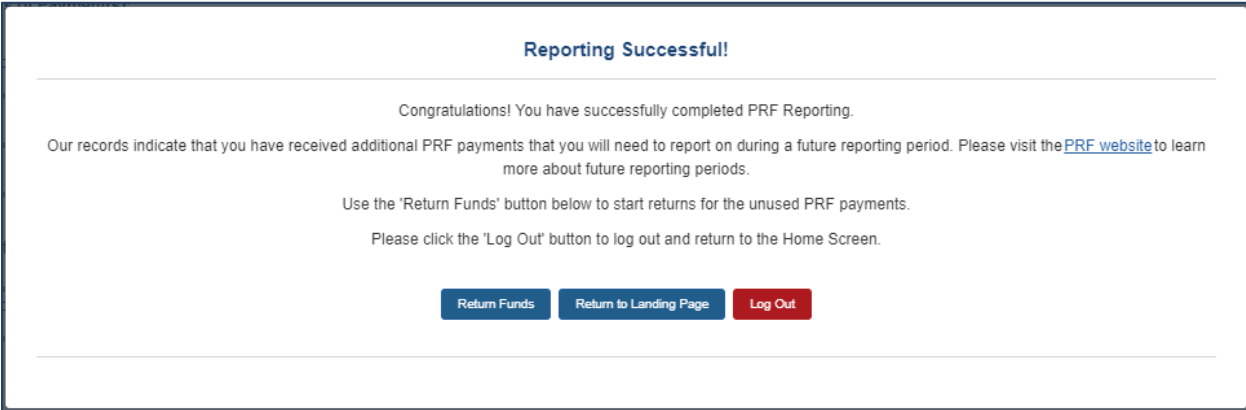 Reporting Successful!
Congratulations! You have successfully completed PRF Reporting.
Our records indicate that you have received additional PRF payments that you will need to report on during a future reporting period. Please visit the PRF website to learn
more about future reporting periods.
Use the 'Return Funds' button below to start returns for the unused PRF payments.
Please click the 'Log Out' button to log out and return to the Home Screen.
Return Funds Return to Landing Page Log Out